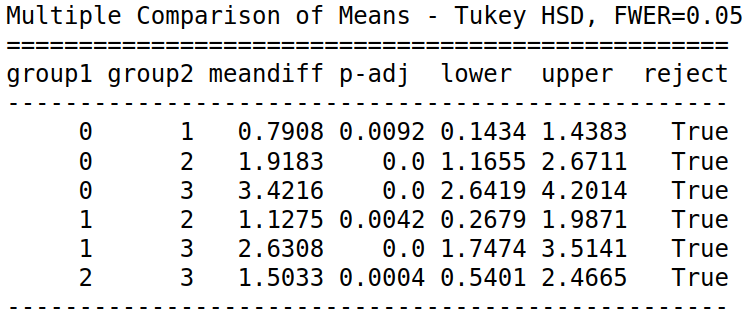 Multiple Comparison of Means - Tukey HSD, FWER=0.05
==================================================
group1 group2 meandiff p-adj  lower  upper  reject
--------------------------------------------------
     0      1   0.7908 0.0092 0.1434 1.4383   True
     0      2   1.9183    0.0 1.1655 2.6711   True
     0      3   3.4216    0.0 2.6419 4.2014   True
     1      2   1.1275 0.0042 0.2679 1.9871   True
     1      3   2.6308    0.0 1.7474 3.5141   True
     2      3   1.5033 0.0004 0.5401 2.4665   True
--------------------------------------------------